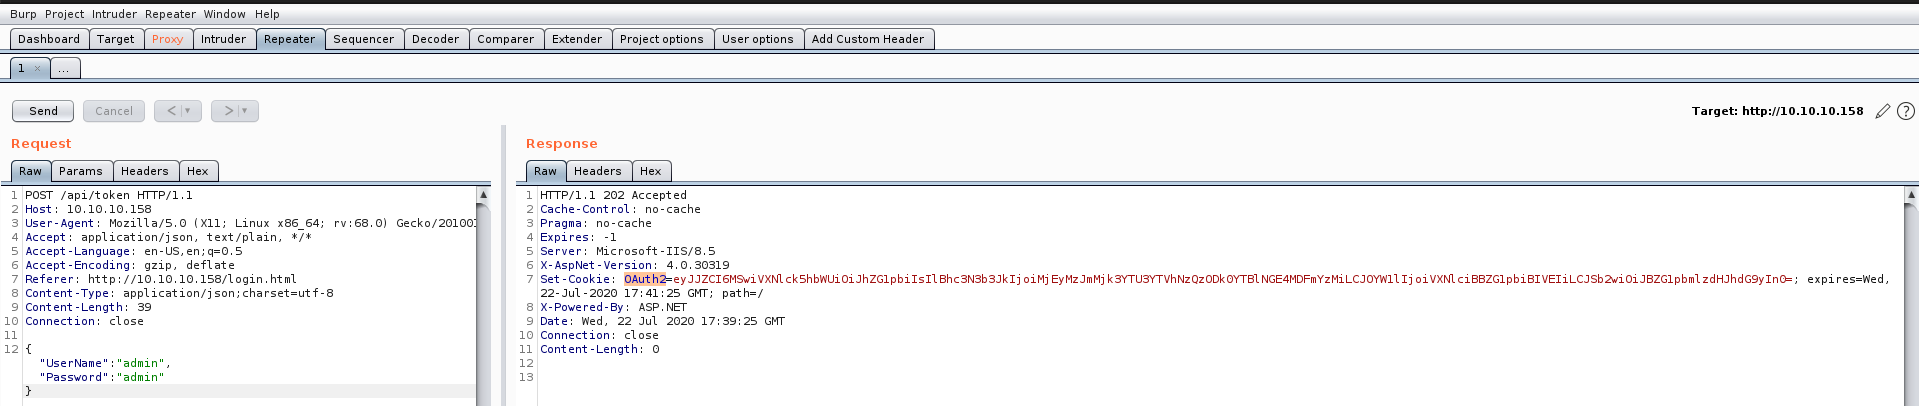 Burp Project Intruder Repeater Window Help
Dashboard Target Proxy Intruder Repeater Sequencer Decoder Comparer Extender Project options User options Add Custom Header
1 × ...
Send Cancel < > Target: http://10.10.10.158 ?
Request
Raw Params Headers Hex
1 POST /api/token HTTP/1.1
2 Host: 10.10.10.158
3 User-Agent: Mozilla/5.0 (X11; Linux x86_64; rv:68.0) Gecko/201001
4 Accept: application/json, text/plain, */*
5 Accept-Language: en-US,en;q=0.5
6 Accept-Encoding: gzip, deflate
7 Referer: http://10.10.10.158/login.html
8 Content-Type: application/json;charset=utf-8
9 Content-Length: 39
10 Connection: close
11
12 {
"UserName":"admin",
"Password":"admin"
}
Response
Raw Headers Hex
1 HTTP/1.1 202 Accepted
2 Cache-Control: no-cache
3 Pragma: no-cache
4 Expires: -1
5 Server: Microsoft-IIS/8.5
6 X-AspNet-Version: 4.0.30319
7 Set-Cookie: OAuth2=eyJJZCI6MSwiVXNlck5hbWUiOiJhZG1pbiIsIlBhc3N3b3JkIjoiMjEyMzJmMjk3YTU3YTVhNzQzODk0YTBlNGE4MDFmYzMiLCJOYW1lIjoiVXNlciBBZG1pbiBIVEIiLCJSb2wiOiJBZG1pbmlzdHJhdG9yIn0=; expires=Wed,
22-Jul-2020 17:41:25 GMT; path=/
8 X-Powered-By: ASP.NET
9 Date: Wed, 22 Jul 2020 17:39:25 GMT
10 Connection: close
11 Content-Length: 0
12
13